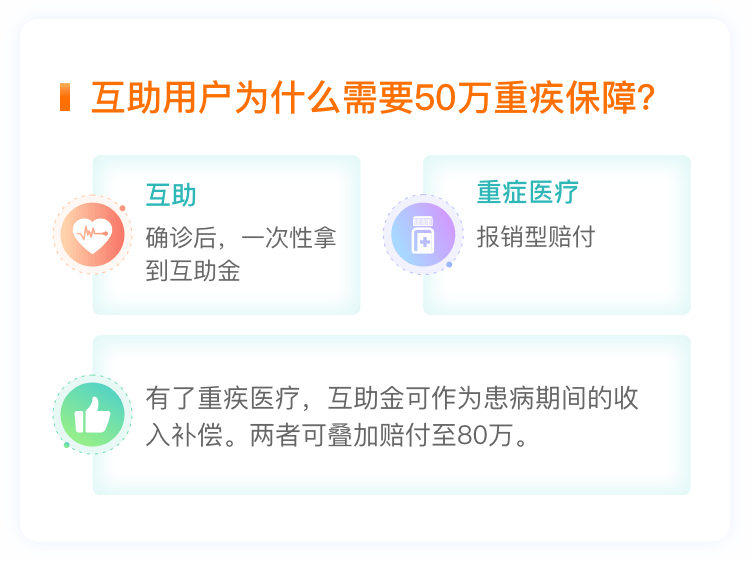 互助用户为什么需要50万重疾保障？
互助
确诊后，一次性拿
到互助金
重症医疗
报销型赔付
有了重疾医疗，互助金可作为患病期间的收
入补偿。两者可叠加赔付至80万。